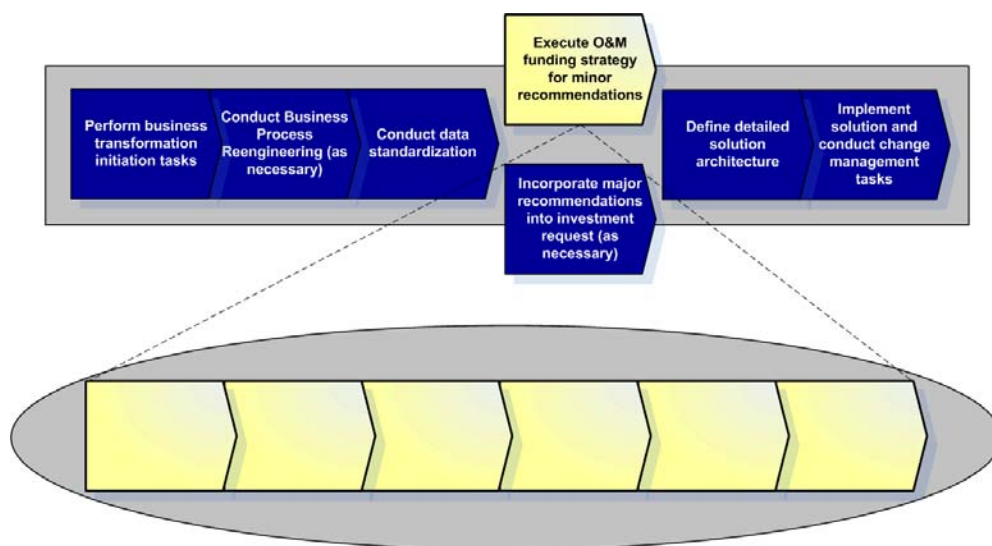 Perform business
transformation
initiation tasks
Conduct Business
Process
Reengineering (as
necessary)
Conduct data
standardization
Execute O&M
funding strategy
for minor
recommendations
Incorporate major
recommendations
into investment
request (as
necessary)
Define detailed
solution
architecture
Implement
solution and
conduct change
management
tasks